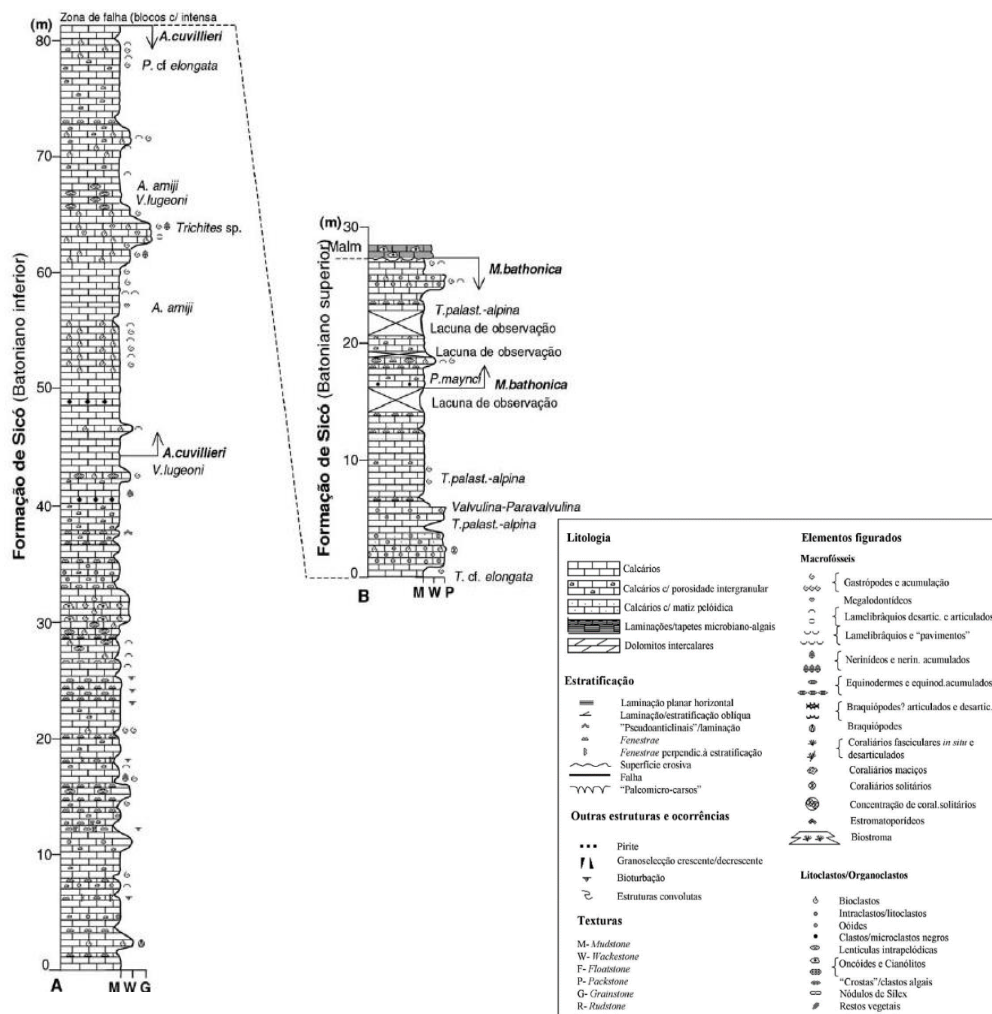 Zona de falha (blocos c/ intensa
(m)
80
A.cuvillieri
P. cf elongata
70
A. amiji
V.lugeoni
Trichites sp.
60
A. amiji
50
A.cuvillieri
V.lugeoni
40
30
20
10
0
A
M W G
Formação de Sicó (Batoniano inferior)
(m)
30
Malm
M.bathonica
T.palast.-alpina
Lacuna de observação
20
Lacuna de observação
P.maynci
M.bathonica
Lacuna de observação
10
T.palast.-alpina
Valvulina-Paravalvulina
T.palast.-alpina
0
T. cf. elongata
B
M W P
Formação de Sicó (Batoniano superior)
Litologia
Calcários
Calcários c/ porosidade intergranular
Calcários c/ matiz pelóidica
Laminações/tapetes microbiano-algais
Dolomitos intercalares
Estratificação
Laminação planar horizontal
Laminação/estratificação oblíqua
"Pseudoanticlinais"/laminação
Fenestrae
Fenestrae perpendic.à estratificação
Superfície erosiva
Falha
"Paleomicro-carsos"
Outras estruturas e ocorrências
Pirite
Granoselecção crescente/decrescente
Bioturbação
Estruturas convolutas
Texturas
M- Mudstone
W- Wackestone
F- Floatstone
P- Packstone
G- Grainstone
R- Rudstone
Elementos figurados
Macrofósseis
Gastrópodes e acumulação
Megalodontídeos
Lamelibrâquios desartic. e articulados
Lamelibrâquios e "pavimentos"
Nerinídeos e nerin. acumulados
Equinodermes e equinod.acumulados
Braquiópodes? articulados e desartic.
Braquiópodes
Coraliários fasciculares in situ e
desarticulados
Coraliários maciços
Coraliários solitários
Concentração de coral.solitários
Estromatoporídeos
Biostroma
Litoclastos/Organoclastos
Bioclastos
Intraclastos/litoclastos
Oóides
Clastos/microclastos negros
Lentículas intrapelódicas
Oncóides e Cianólitos
"Crostas"/clastos algais
Nódulos de Sílex
Restos vegetais